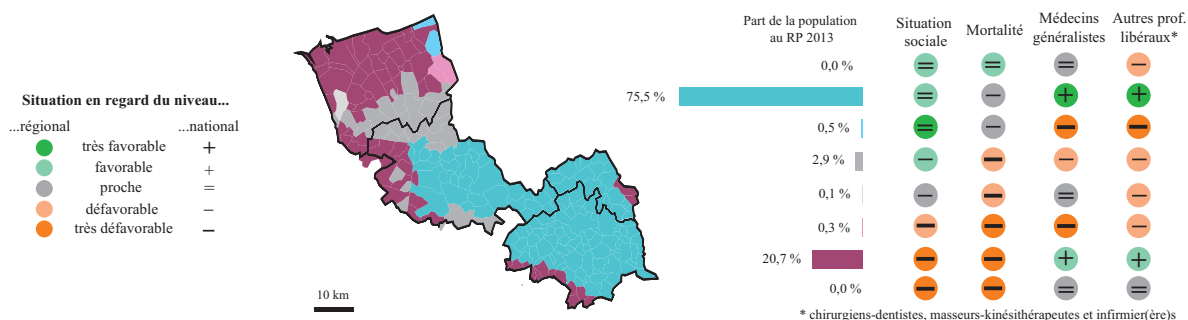 Situation en regard du niveau...
...régional ...national
très favorable +
favorable +
proche =
défavorable −
très défavorable −
10 km
Part de la population
au RP 2013
Situation
sociale
Mortalité
Médecins
généralistes
Autres prof.
libéraux*
0,0 % = = = −
75,5 % = − + +
0,5 % = − − −
2,9 % − − − −
0,1 % − − = −
0,3 % − − − −
20,7 % − − + +
0,0 % − − = =
* chirurgiens-dentistes, masseurs-kinésithérapeutes et infirmier(ère)s